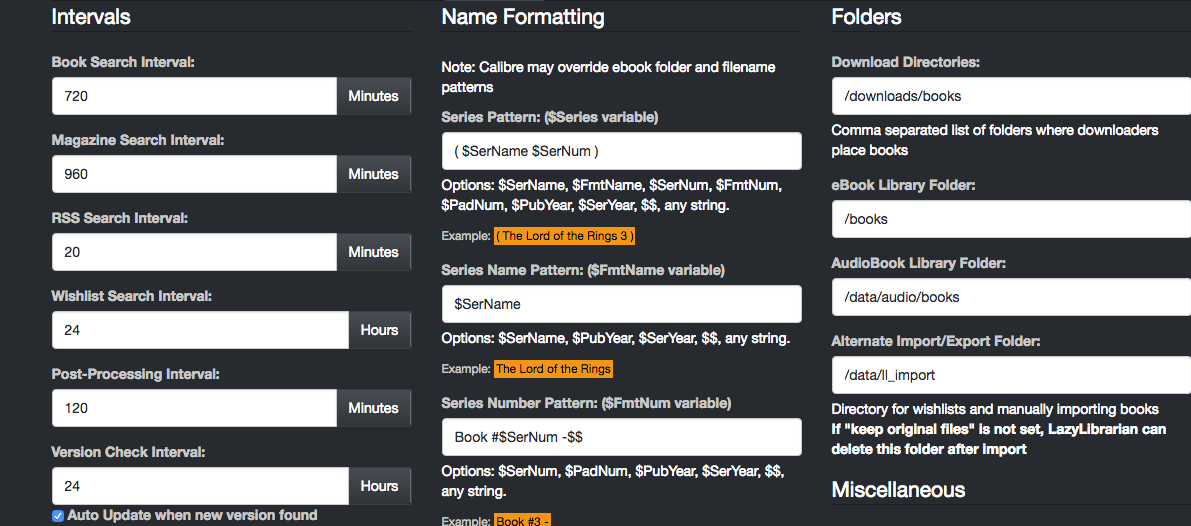 Intervals
Book Search Interval:
720 Minutes
Magazine Search Interval:
960 Minutes
RSS Search Interval:
20 Minutes
Wishlist Search Interval:
24 Hours
Post-Processing Interval:
120 Minutes
Version Check Interval:
24 Hours
Auto Update when new version found
Name Formatting
Note: Calibre may override ebook folder and filename
patterns
Series Pattern: ($Series variable)
( $SerName $SerNum )
Options: $SerName, $FmtName, $SerNum, $FmtNum,
$PadNum, $PubYear, $SerYear, $$, any string.
Example: ( The Lord of the Rings 3 )
Series Name Pattern: ($FmtName variable)
$SerName
Options: $SerName, $PubYear, $SerYear, $$, any string.
Example: The Lord of the Rings
Series Number Pattern: ($FmtNum variable)
Book #$SerNum -$$
Options: $SerNum, $PadNum, $PubYear, $SerYear, $$,
any string.
Example: Book #3 -
Folders
Download Directories:
/downloads/books
Comma separated list of folders where downloaders
place books
eBook Library Folder:
/books
AudioBook Library Folder:
/data/audio/books
Alternate Import/Export Folder:
/data/ll_import
Directory for wishlists and manually importing books
If "keep original files" is not set, LazyLibrarian can
delete this folder after import
Miscellaneous